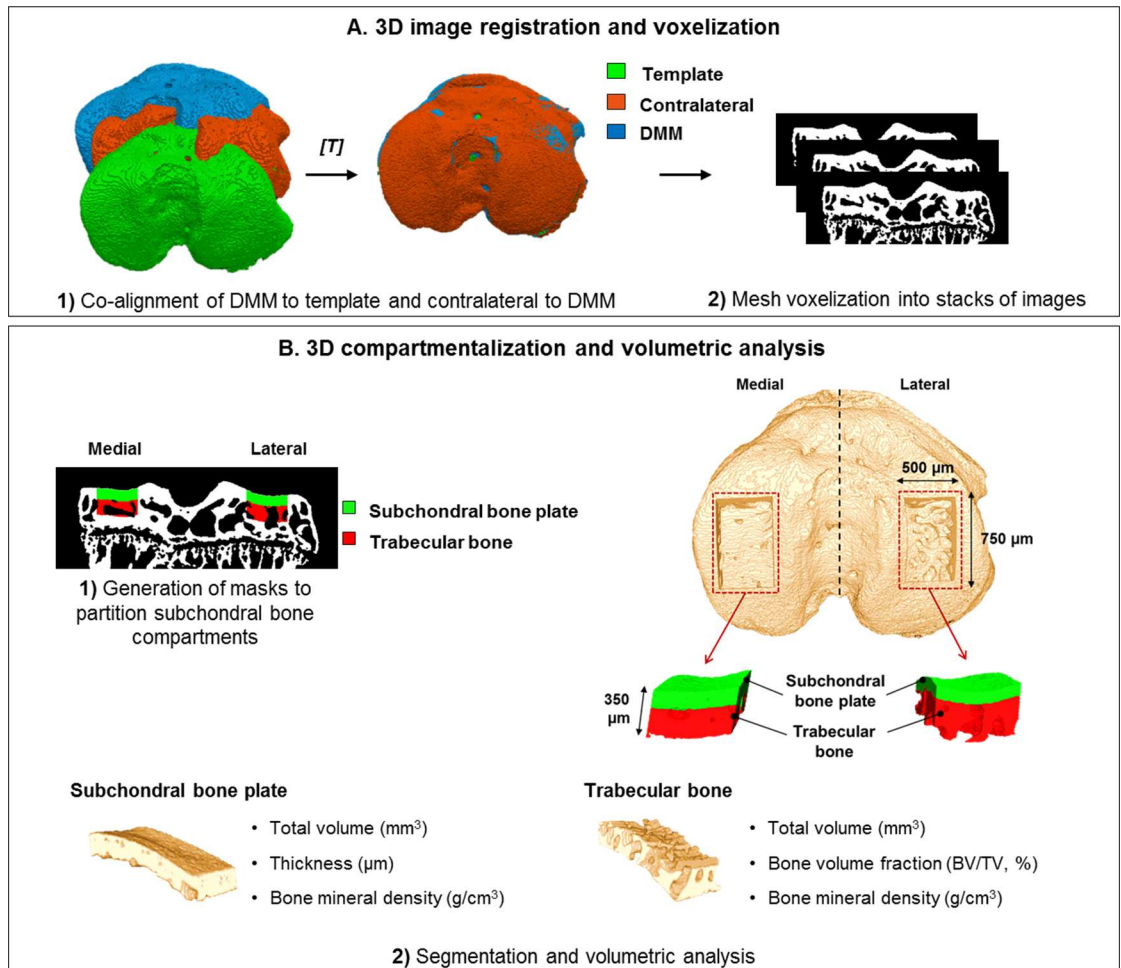 A. 3D image registration and voxelization
Template
Contralateral
DMM
[T]
1) Co-alignment of DMM to template and contralateral to DMM
2) Mesh voxelization into stacks of images
B. 3D compartmentalization and volumetric analysis
Medial
Lateral
Medial
Lateral
Subchondral bone plate
Trabecular bone
1) Generation of masks to
partition subchondral bone
compartments
500 µm
750 µm
350
µm
Subchondral
bone plate
Trabecular
bone
Subchondral bone plate
• Total volume (mm³)
• Thickness (µm)
• Bone mineral density (g/cm³)
Trabecular bone
• Total volume (mm³)
• Bone volume fraction (BV/TV, %)
• Bone mineral density (g/cm³)
2) Segmentation and volumetric analysis